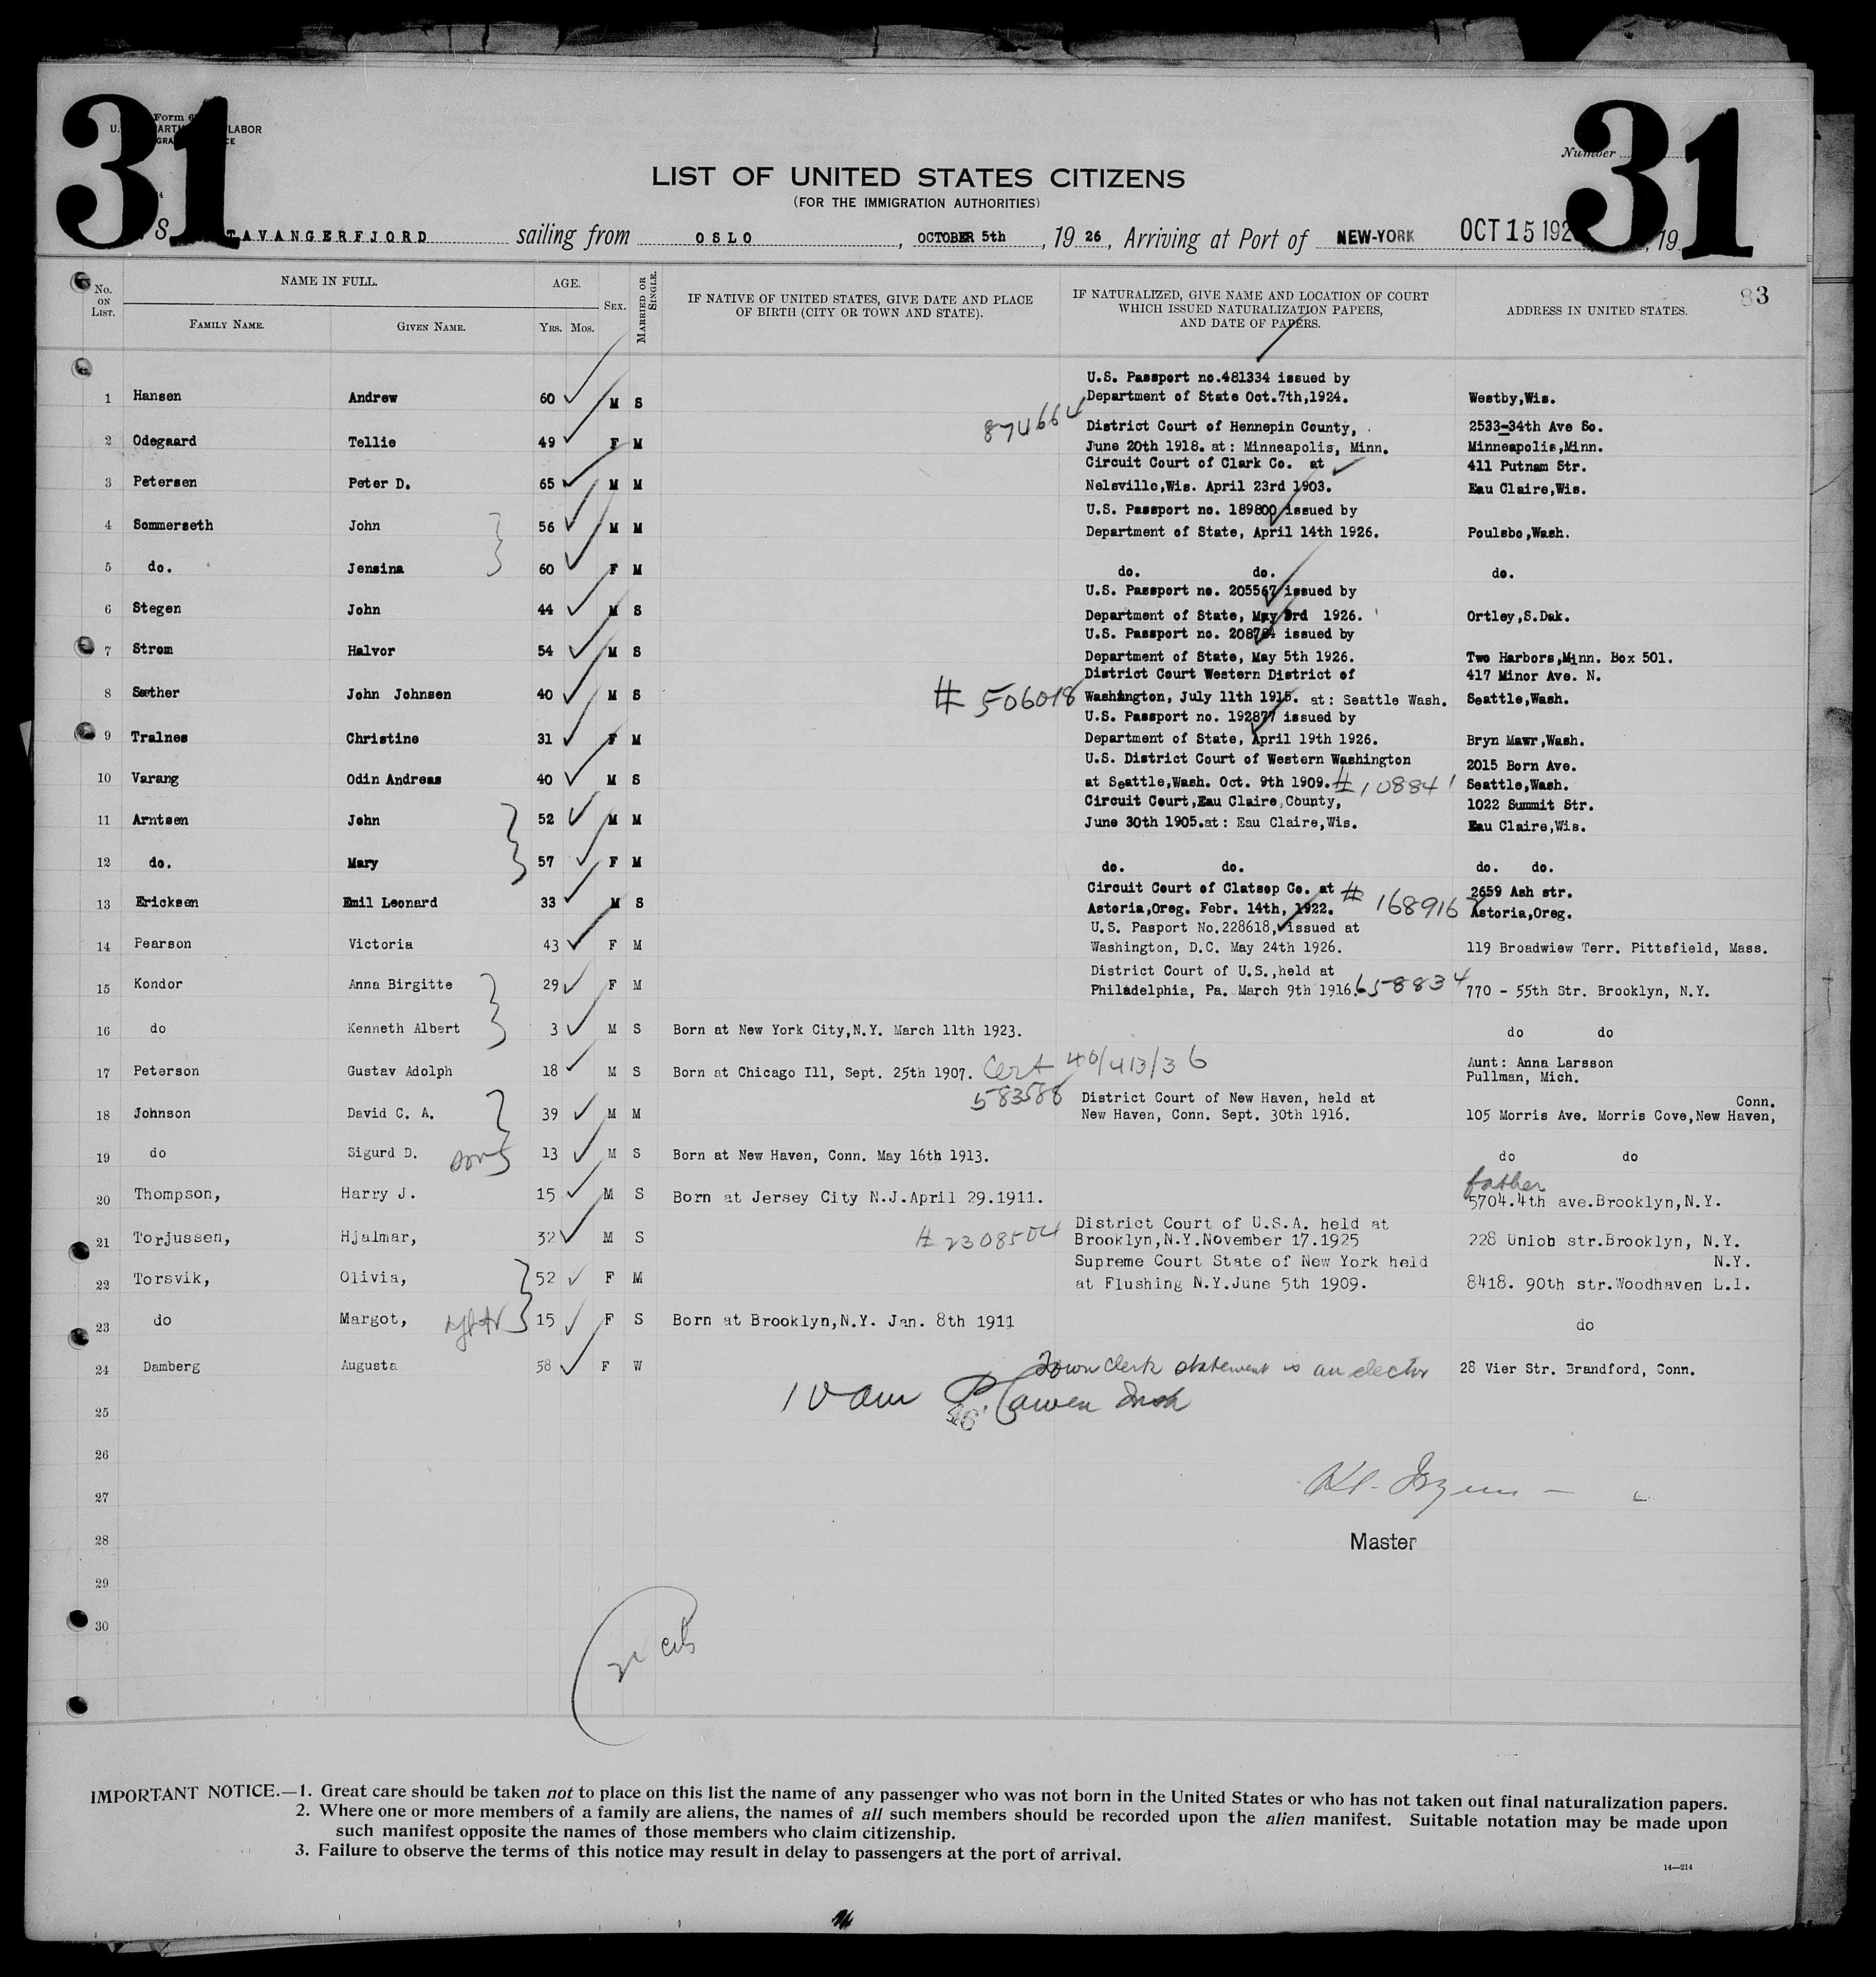 31
31
Form 6
U. LABOR
Number
LIST OF UNITED STATES CITIZENS
(FOR THE IMMIGRATION AUTHORITIES)
S TAVANGERFJORD sailing from OSLO, OCTOBER 5th, 19 26, Arriving at Port of NEW-YORK OCT 15 192 , 19
83
No. ON LIST.
NAME IN FULL.
FAMILY NAME. GIVEN NAME.
AGE.
YRS. MOS.
SEX.
MARRIED OR SINGLE.
IF NATIVE OF UNITED STATES, GIVE DATE AND PLACE
OF BIRTH (CITY OR TOWN AND STATE).
IF NATURALIZED, GIVE NAME AND LOCATION OF COURT
WHICH ISSUED NATURALIZATION PAPERS,
AND DATE OF PAPERS.
ADDRESS IN UNITED STATES.
U.S. Passport no.481334 issued by
1 Hansen Andrew 60 M S Department of State Oct.7th,1924. Westby,Wis.
874664 District Court of Hennepin County, 2533-34th Ave So.
2 Odegaard Tellie 49 F M June 20th 1918. at: Minneapolis, Minn. Minneapolis,Minn.
Circuit Court of Clark Co. at 411 Putnam Str.
3 Petersen Peter D. 65 M M Nelsville,Wis. April 23rd 1903. Eau Claire,Wis.
U.S. Passport no. 189800 issued by
4 Sommerseth John 56 M M Department of State, April 14th 1926. Poulsbo,Wash.
5 do. Jensina 60 F M do. do. do.
U.S. Passport no. 205567 issued by
6 Stegen John 44 M S Department of State, May 3rd 1926. Ortley,S.Dak.
U.S. Passport no. 208784 issued by
7 Strom Halvor 54 M S Department of State, May 5th 1926. Two Harbors,Minn. Box 501.
District Court Western District of 417 Minor Ave. N.
8 Sæther John Johnsen 40 M S # 506018 Washington, July 11th 1915. at: Seattle Wash. Seattle,Wash.
U.S. Passport no. 192877 issued by
9 Tralnes Christine 31 F M Department of State, April 19th 1926. Bryn Mawr,Wash.
U.S. District Court of Western Washington 2015 Born Ave.
10 Varang Odin Andreas 40 M S at Seattle,Wash. Oct. 9th 1909. # 108841 Seattle,Wash.
Circuit Court,Eau Claire,County, 1022 Summit Str.
11 Arntsen John 52 M M June 30th 1905.at: Eau Claire,Wis. Eau Claire,Wis.
12 do. Mary 57 F M do. do. do. do.
Circuit Court of Clatsop Co. at # 1689167 2659 Ash str.
13 Ericksen Emil Leonard 33 M S Astoria,Oreg. Febr. 14th, 1922. Astoria,Oreg.
U.S. Pasport No.228618, issued at
14 Pearson Victoria 43 F M Washington, D.C. May 24th 1926. 119 Broadwiew Terr. Pittsfield, Mass.
District Court of U.S.,held at
15 Kondor Anna Birgitte 29 F M Philadelphia, Pa. March 9th 1916. 658834 770 - 55th Str. Brooklyn, N.Y.
16 do Kenneth Albert 3 M S Born at New York City,N.Y. March 11th 1923. do do
Aunt: Anna Larsson
17 Peterson Gustav Adolph 18 M S Born at Chicago Ill, Sept. 25th 1907. Cert 40/413/36 Pullman, Mich.
583588 District Court of New Haven, held at Conn.
18 Johnson David C. A. 39 M M New Haven, Conn. Sept. 30th 1916. 105 Morris Ave. Morris Cove,New Haven,
19 do Sigurd D. son 13 M S Born at New Haven, Conn. May 16th 1913. do do
father
20 Thompson, Harry J. 15 M S Born at Jersey City N.J.April 29.1911. 5704.4th ave.Brooklyn,N.Y.
District Court of U.S.A. held at
21 Torjussen, Hjalmar, 32 M S # 2308504 Brooklyn,N.Y.November 17.1925 228 Uniob str.Brooklyn, N.Y.
Supreme Court State of New York held N.Y.
22 Torsvik, Olivia, 52 F M at Flushing N.Y.June 5th 1909. 8418. 90th str.Woodhaven L.I.
23 do Margot, 15 F S Born at Brooklyn,N.Y. Jan. 8th 1911 do
24 Damberg Augusta 58 F W Town Clerk statement is an elector 28 Vier Str. Brandford, Conn.
25 10 am
26
27
28 Master
29
30
IMPORTANT NOTICE.—1. Great care should be taken not to place on this list the name of any passenger who was not born in the United States or who has not taken out final naturalization papers.
2. Where one or more members of a family are aliens, the names of all such members should be recorded upon the alien manifest. Suitable notation may be made upon
such manifest opposite the names of those members who claim citizenship.
3. Failure to observe the terms of this notice may result in delay to passengers at the port of arrival.
14—214